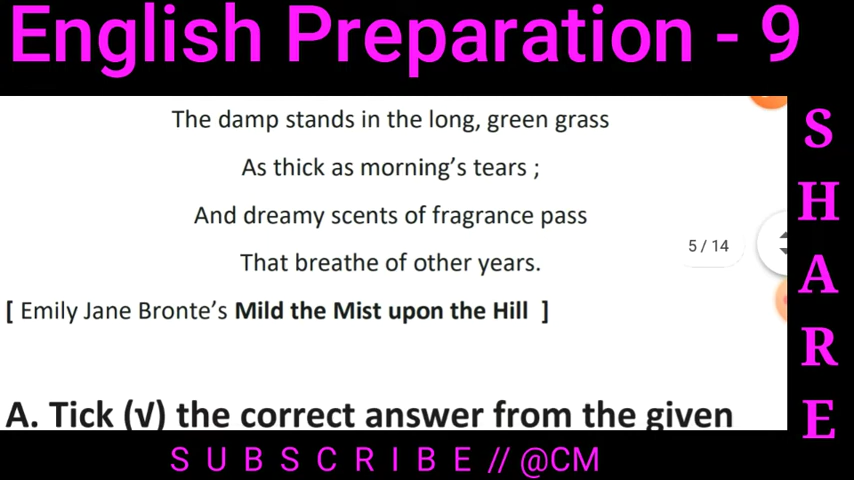 English Preparation - 9
The damp stands in the long, green grass
As thick as morning's tears ;
And dreamy scents of fragrance pass
5 / 14
That breathe of other years.
[ Emily Jane Bronte's Mild the Mist upon the Hill ]
A. Tick (√) the correct answer from the given
SHARE
S U B S C R I B E // @CM